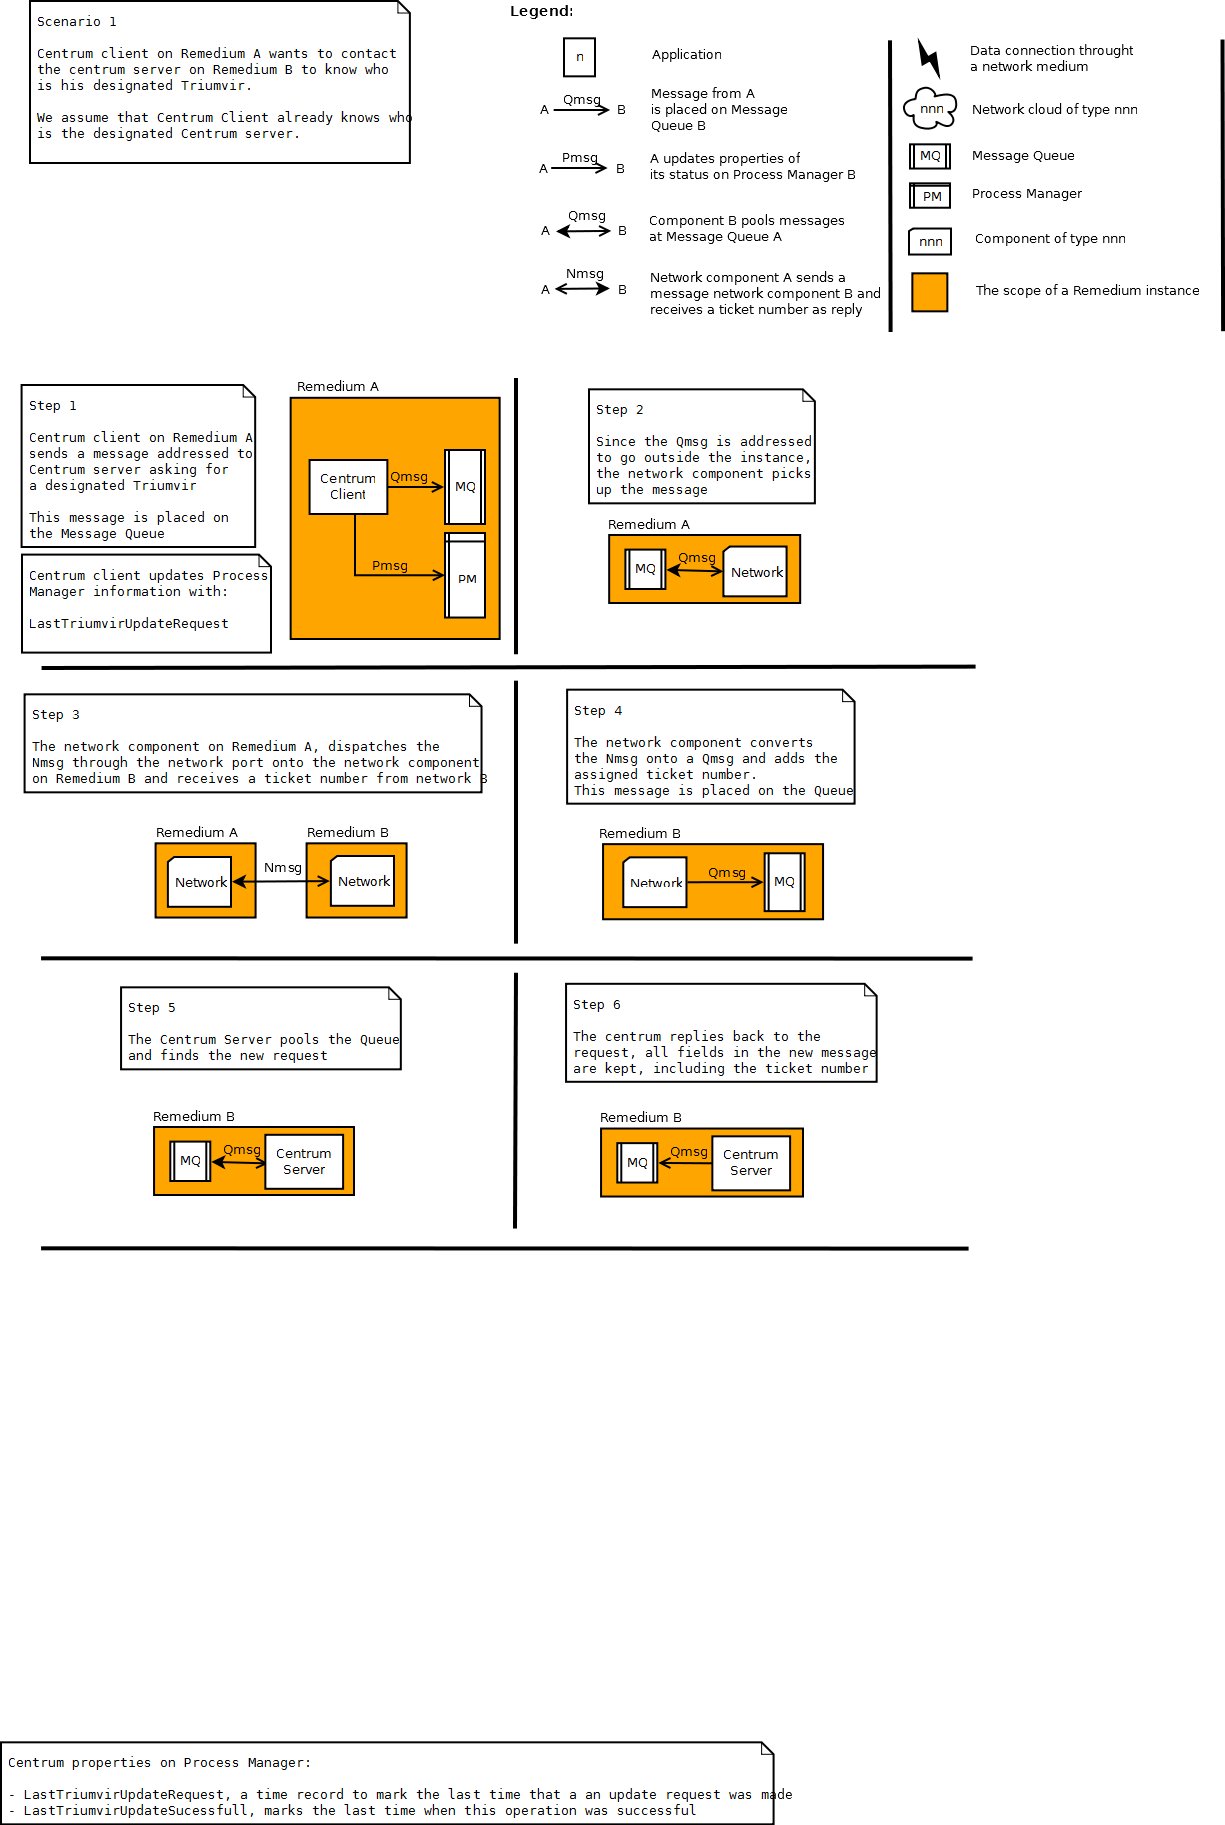 Scenario 1
Centrum client on Remedium A wants to contact
the centrum server on Remedium B to know who
is his designated Triumvir.
We assume that Centrum Client already knows who
is the designated Centrum server.
Legend:
n
Application
A Qmsg B
Message from A
is placed on Message
Queue B
A Pmsg B
A updates properties of
its status on Process Manager B
A Qmsg B
Component B pools messages
at Message Queue A
A Nmsg B
Network component A sends a
message network component B and
receives a ticket number as reply
Data connection throught
a network medium
nnn
Network cloud of type nnn
MQ
Message Queue
PM
Process Manager
nnn
Component of type nnn
The scope of a Remedium instance
Step 1
Centrum client on Remedium A
sends a message addressed to
Centrum server asking for
a designated Triumvir
This message is placed on
the Message Queue
Centrum client updates Process
Manager information with:
LastTriumvirUpdateRequest
Remedium A
Centrum
Client
Qmsg
MQ
Pmsg
PM
Step 2
Since the Qmsg is addressed
to go outside the instance,
the network component picks
up the message
Remedium A
MQ
Qmsg
Network
Step 3
The network component on Remedium A, dispatches the
Nmsg through the network port onto the network component
on Remedium B and receives a ticket number from network B
Remedium A
Network
Nmsg
Remedium B
Network
Step 4
The network component converts
the Nmsg onto a Qmsg and adds the
assigned ticket number.
This message is placed on the Queue
Remedium B
Network
Qmsg
MQ
Step 5
The Centrum Server pools the Queue
and finds the new request
Remedium B
MQ
Qmsg
Centrum
Server
Step 6
The centrum replies back to the
request, all fields in the new message
are kept, including the ticket number
Remedium B
MQ
Qmsg
Centrum
Server
Centrum properties on Process Manager:
- LastTriumvirUpdateRequest, a time record to mark the last time that a an update request was made
- LastTriumvirUpdateSucessfull, marks the last time when this operation was successful